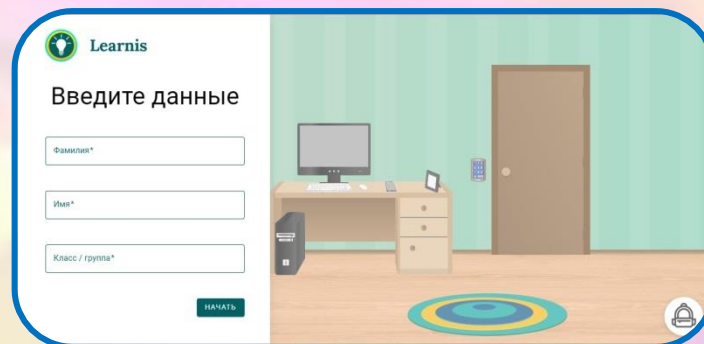 Learnis
Введите данные
Фамилия*
Имя*
Класс / группа*
НАЧАТЬ